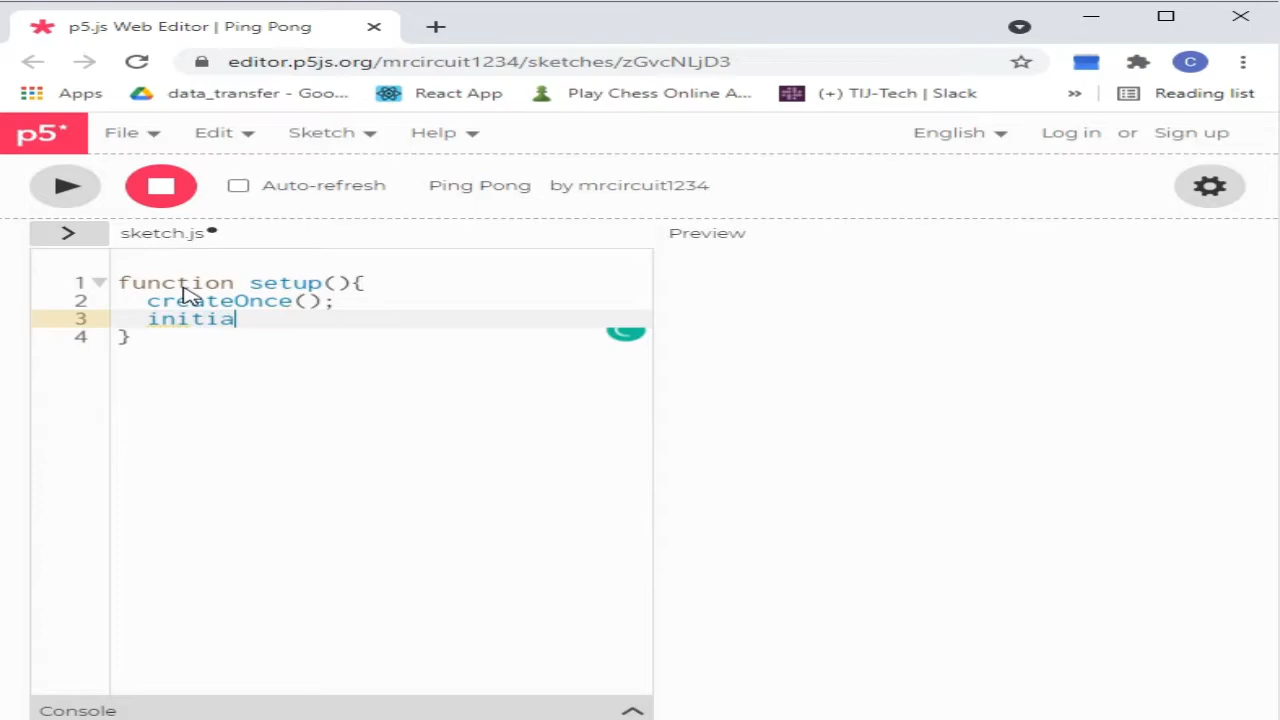 p5.js Web Editor | Ping Pong
editor.p5js.org/mrcircuit1234/sketches/zGvcNLjD3
C
Apps data_transfer - Goo... React App Play Chess Online A... (+) TIJ-Tech | Slack » Reading list
p5* File Edit Sketch Help English Log in or Sign up
Auto-refresh Ping Pong by mrcircuit1234
> sketch.js Preview
1 function setup(){
2 createOnce();
3 initia
4 }
Console